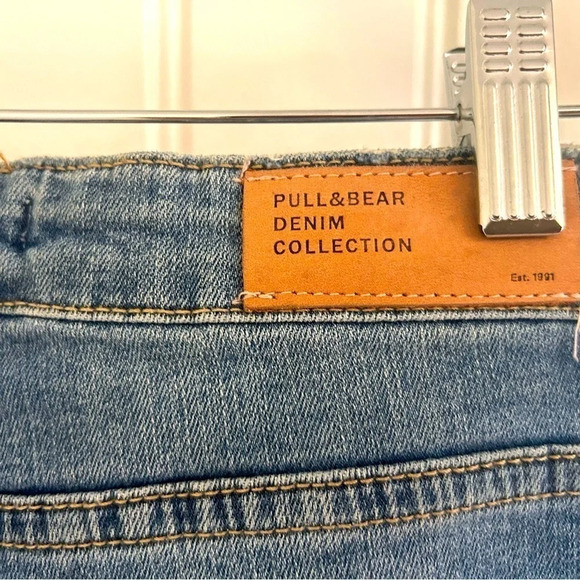 PULL&BEAR
DENIM
COLLECTION
Est. 1991